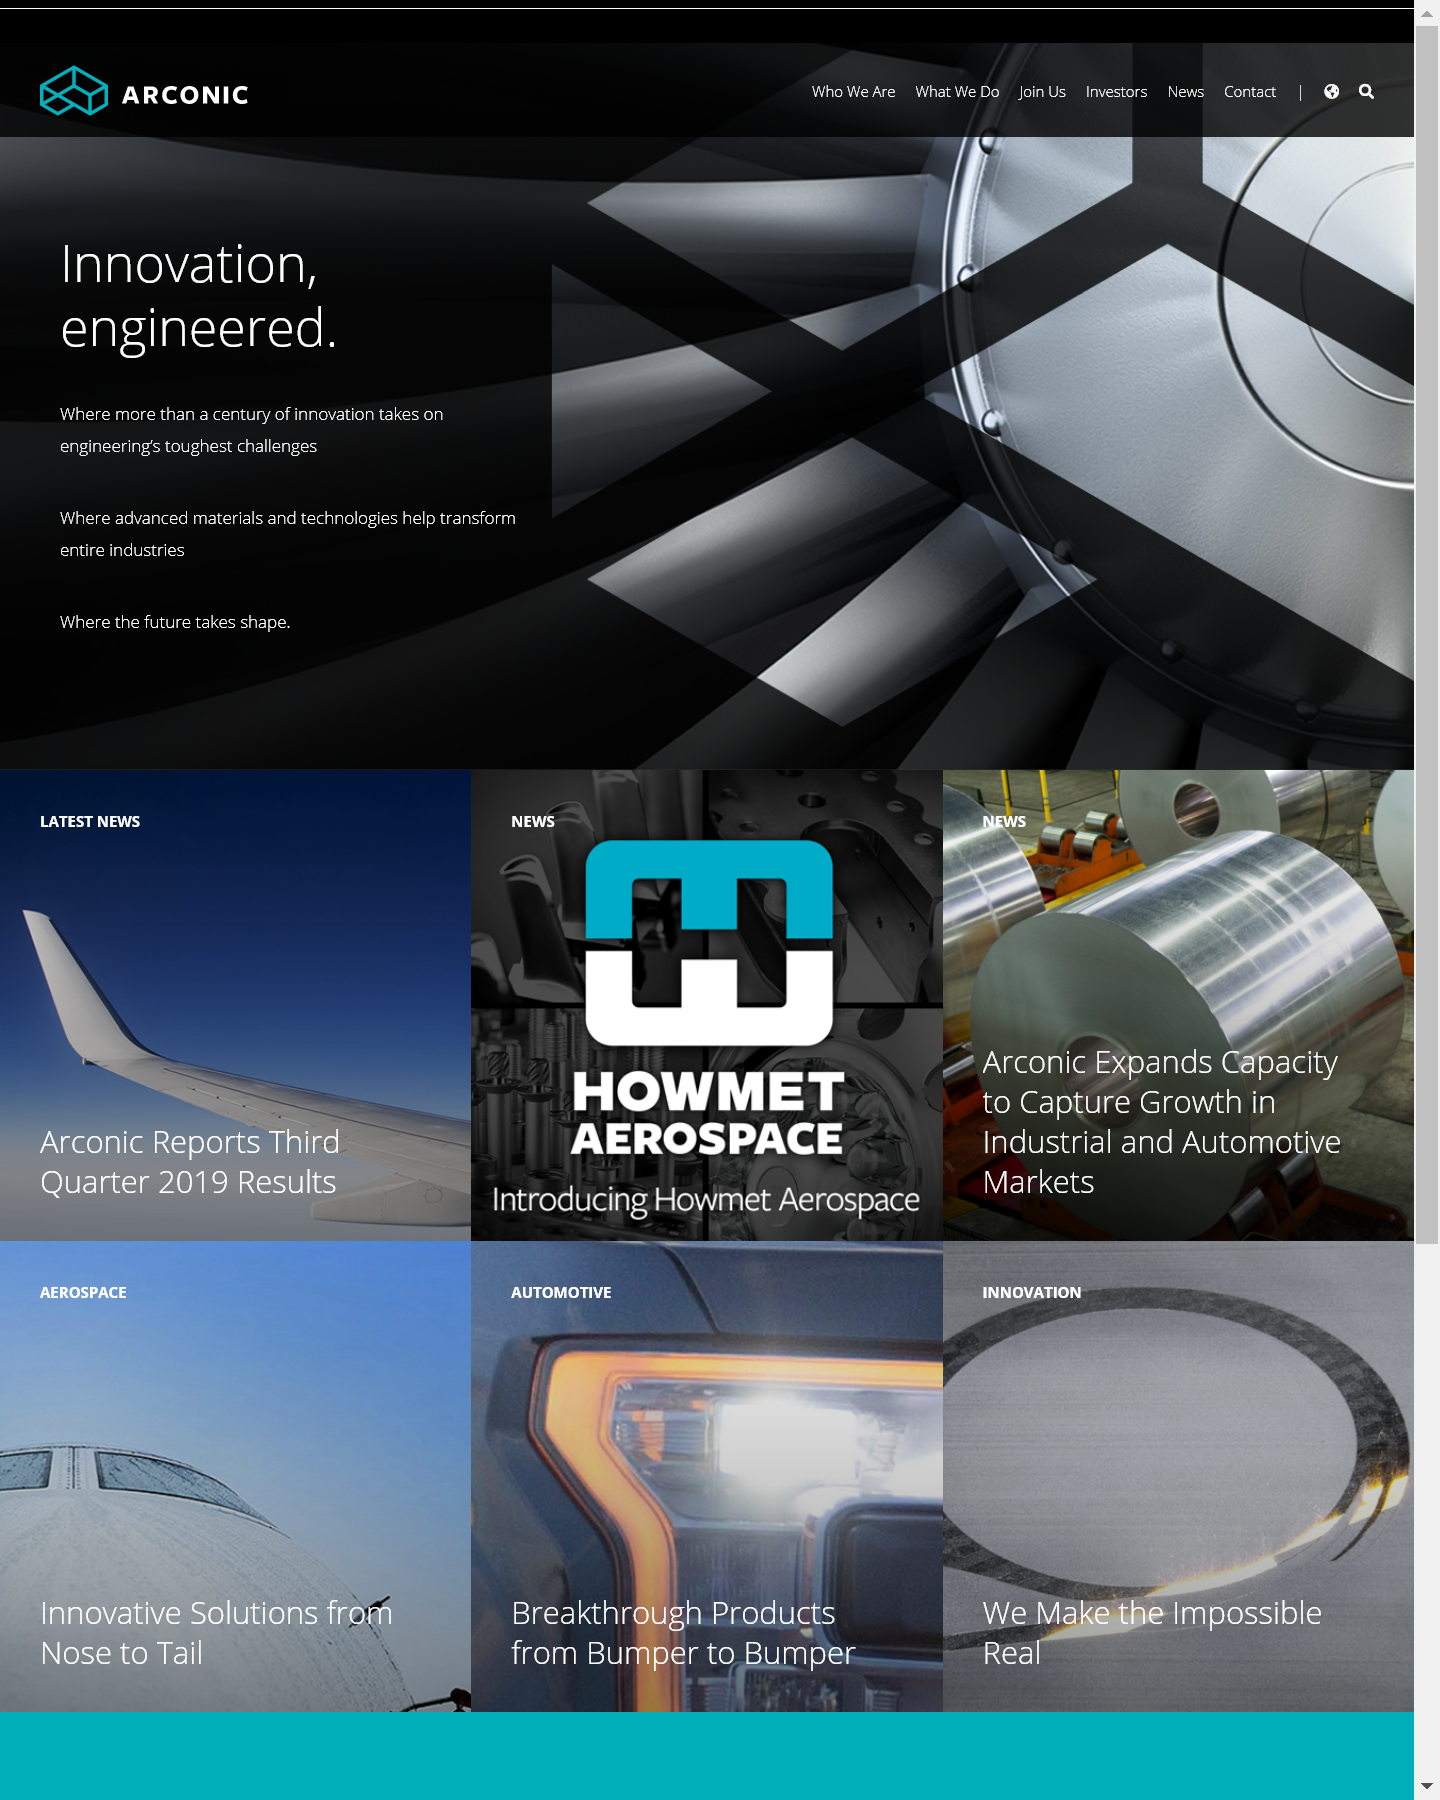 ARCONIC
Who We Are What We Do Join Us Investors News Contact |
Innovation,
engineered.
Where more than a century of innovation takes on
engineering’s toughest challenges
Where advanced materials and technologies help transform
entire industries
Where the future takes shape.
LATEST NEWS
Arconic Reports Third
Quarter 2019 Results
NEWS
HOWMET
AEROSPACE
Introducing Howmet Aerospace
NEWS
Arconic Expands Capacity
to Capture Growth in
Industrial and Automotive
Markets
AEROSPACE
Innovative Solutions from
Nose to Tail
AUTOMOTIVE
Breakthrough Products
from Bumper to Bumper
INNOVATION
We Make the Impossible
Real